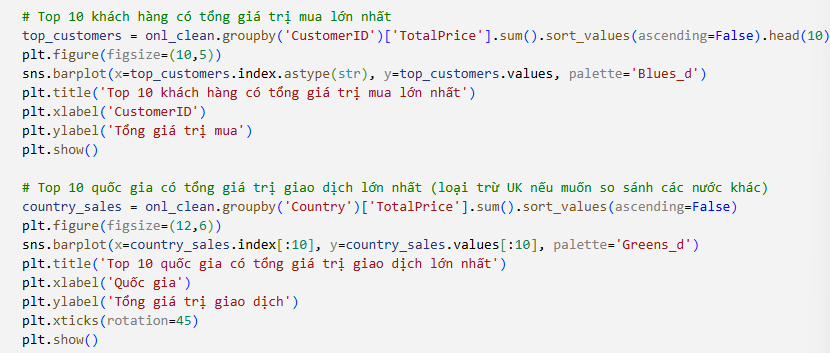 # Top 10 khách hàng có tổng giá trị mua lớn nhất
top_customers = onl_clean.groupby('CustomerID')['TotalPrice'].sum().sort_values(ascending=False).head(10)
plt.figure(figsize=(10,5))
sns.barplot(x=top_customers.index.astype(str), y=top_customers.values, palette='Blues_d')
plt.title('Top 10 khách hàng có tổng giá trị mua lớn nhất')
plt.xlabel('CustomerID')
plt.ylabel('Tổng giá trị mua')
plt.show()
# Top 10 quốc gia có tổng giá trị giao dịch lớn nhất (loại trừ UK nếu muốn so sánh các nước khác)
country_sales = onl_clean.groupby('Country')['TotalPrice'].sum().sort_values(ascending=False)
plt.figure(figsize=(12,6))
sns.barplot(x=country_sales.index[:10], y=country_sales.values[:10], palette='Greens_d')
plt.title('Top 10 quốc gia có tổng giá trị giao dịch lớn nhất')
plt.xlabel('Quốc gia')
plt.ylabel('Tổng giá trị giao dịch')
plt.xticks(rotation=45)
plt.show()